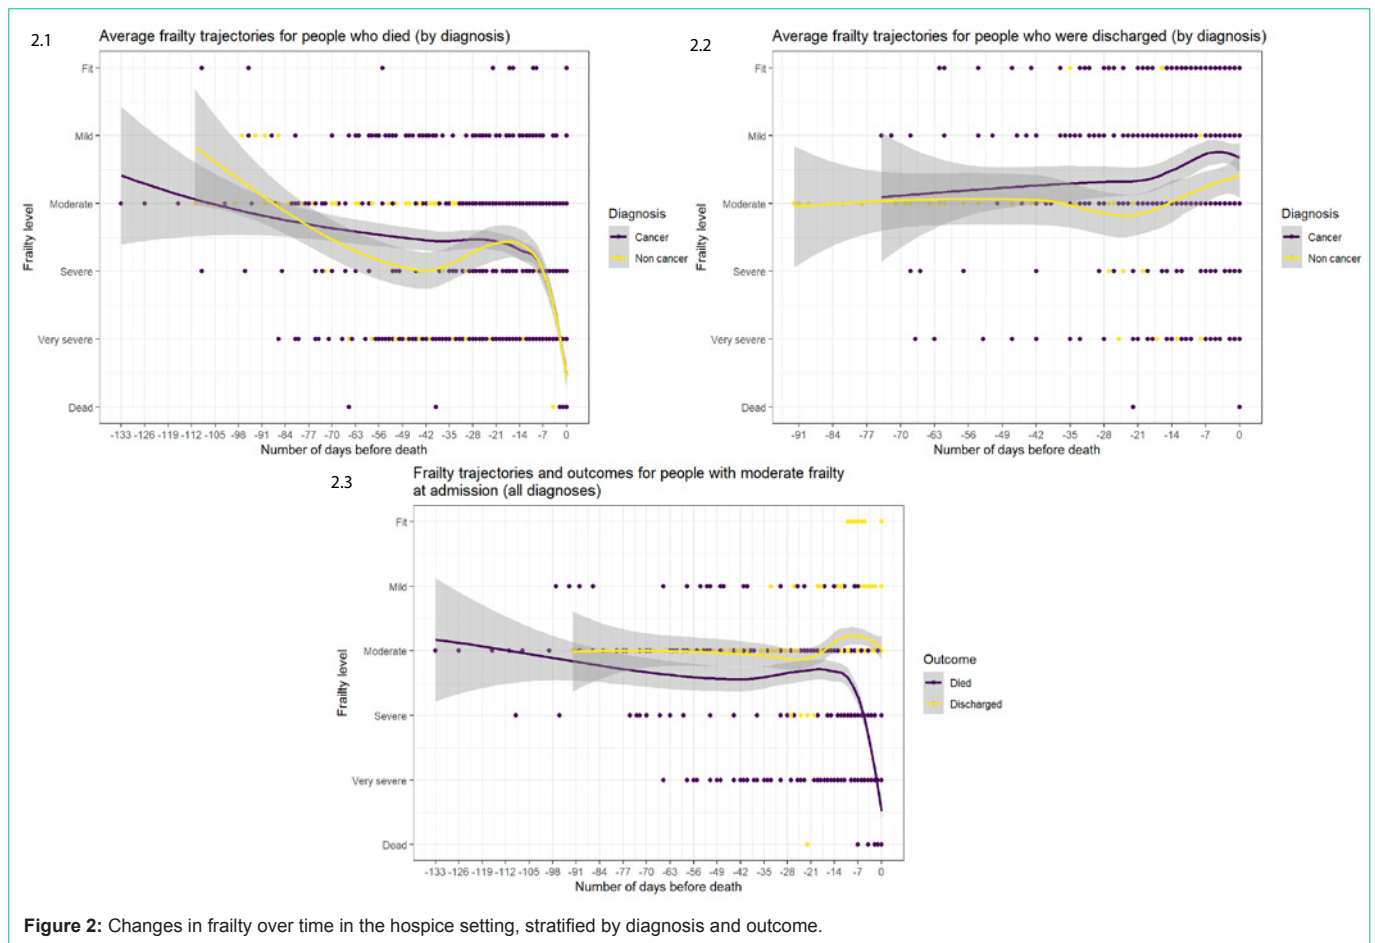 2.1
Average frailty trajectories for people who died (by diagnosis)
Frailty level
Fit
Mild
Moderate
Severe
Very severe
Dead
-133 -126 -119 -112 -105 -98 -91 -84 -77 -70 -63 -56 -49 -42 -35 -28 -21 -14 -7 0
Number of days before death
Diagnosis
Cancer
Non cancer
2.2
Average frailty trajectories for people who were discharged (by diagnosis)
Frailty level
Fit
Mild
Moderate
Severe
Very severe
Dead
-91 -84 -77 -70 -63 -56 -49 -42 -35 -28 -21 -14 -7 0
Number of days before death
Diagnosis
Cancer
Non cancer
2.3
Frailty trajectories and outcomes for people with moderate frailty
at admission (all diagnoses)
Frailty level
Fit
Mild
Moderate
Severe
Very severe
Dead
-133 -126 -119 -112 -105 -98 -91 -84 -77 -70 -63 -56 -49 -42 -35 -28 -21 -14 -7 0
Number of days before death
Outcome
Died
Discharged
Figure 2: Changes in frailty over time in the hospice setting, stratified by diagnosis and outcome.